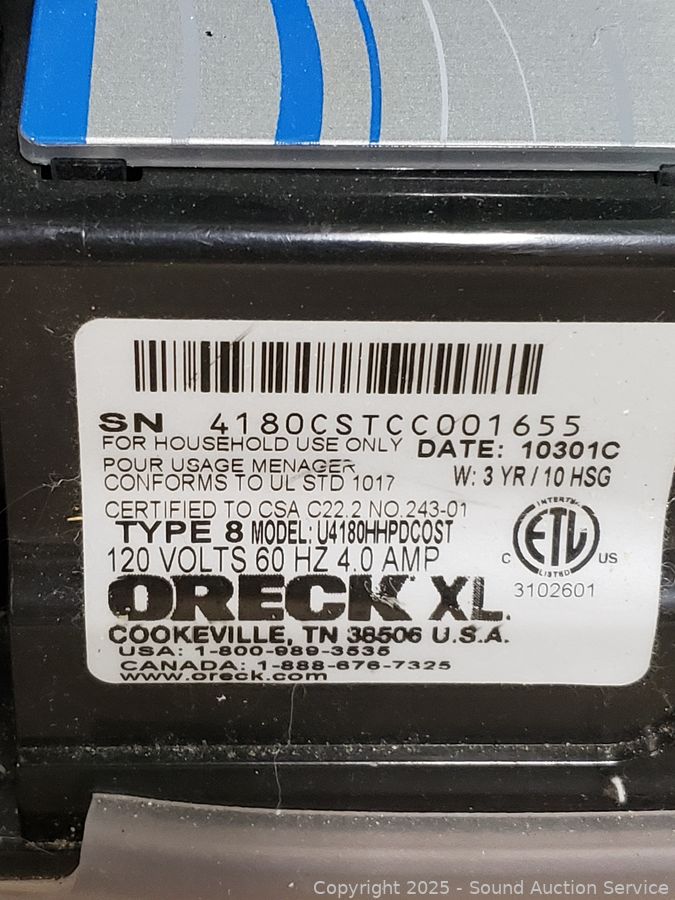 SN 4180CSTCC001655
FOR HOUSEHOLD USE ONLY DATE: 10301C
POUR USAGE MENAGER W: 3 YR / 10 HSG
CONFORMS TO UL STD 1017
CERTIFIED TO CSA C22.2 NO.243-01
TYPE 8 MODEL: U4180HHPDCOST
120 VOLTS 60 HZ 4.0 AMP
INTERTEK
C ETL US
LISTED
3102601
ORECK XL.
COOKEVILLE, TN 38506 U.S.A.
USA: 1-800-989-3535
CANADA: 1-888-676-7325
www.oreck.com
Copyright 2025 - Sound Auction Service